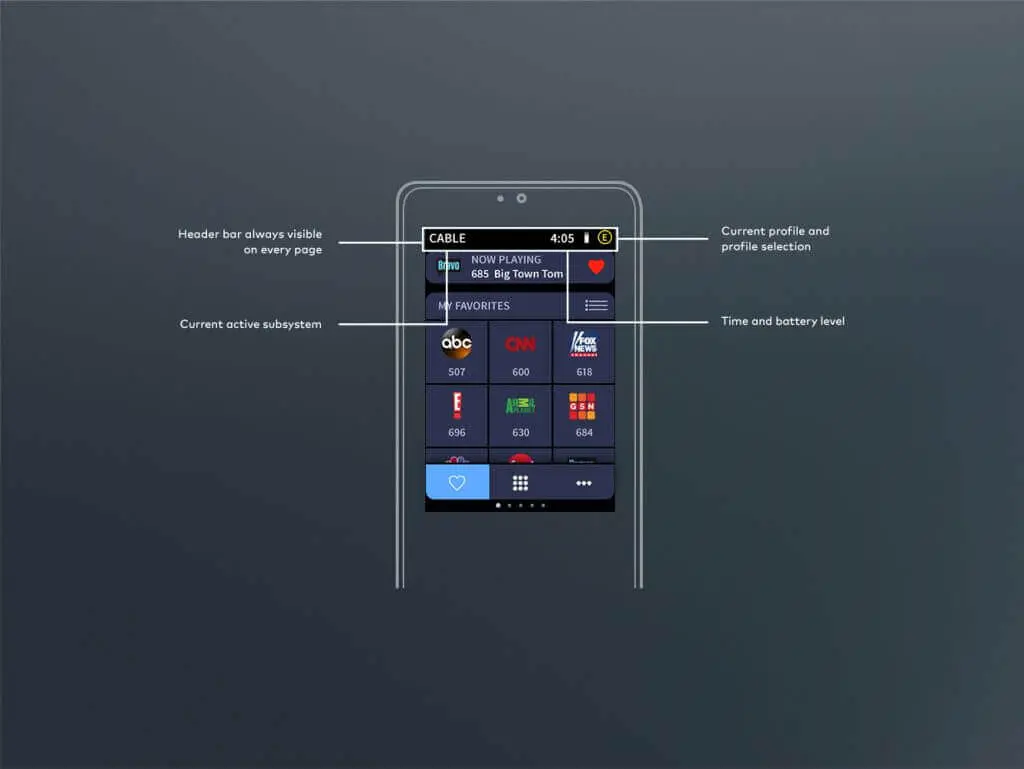 Header bar always visible
on every page
CABLE 4:05 E
Current profile and
profile selection
Bravo
NOW PLAYING
685 Big Town Tom
Current active subsystem
MY FAVORITES
Time and battery level
abc CNN FOX
NEWS
channel
507 600 618
E! ANIMAL
PLANET
GSN
696 630 684